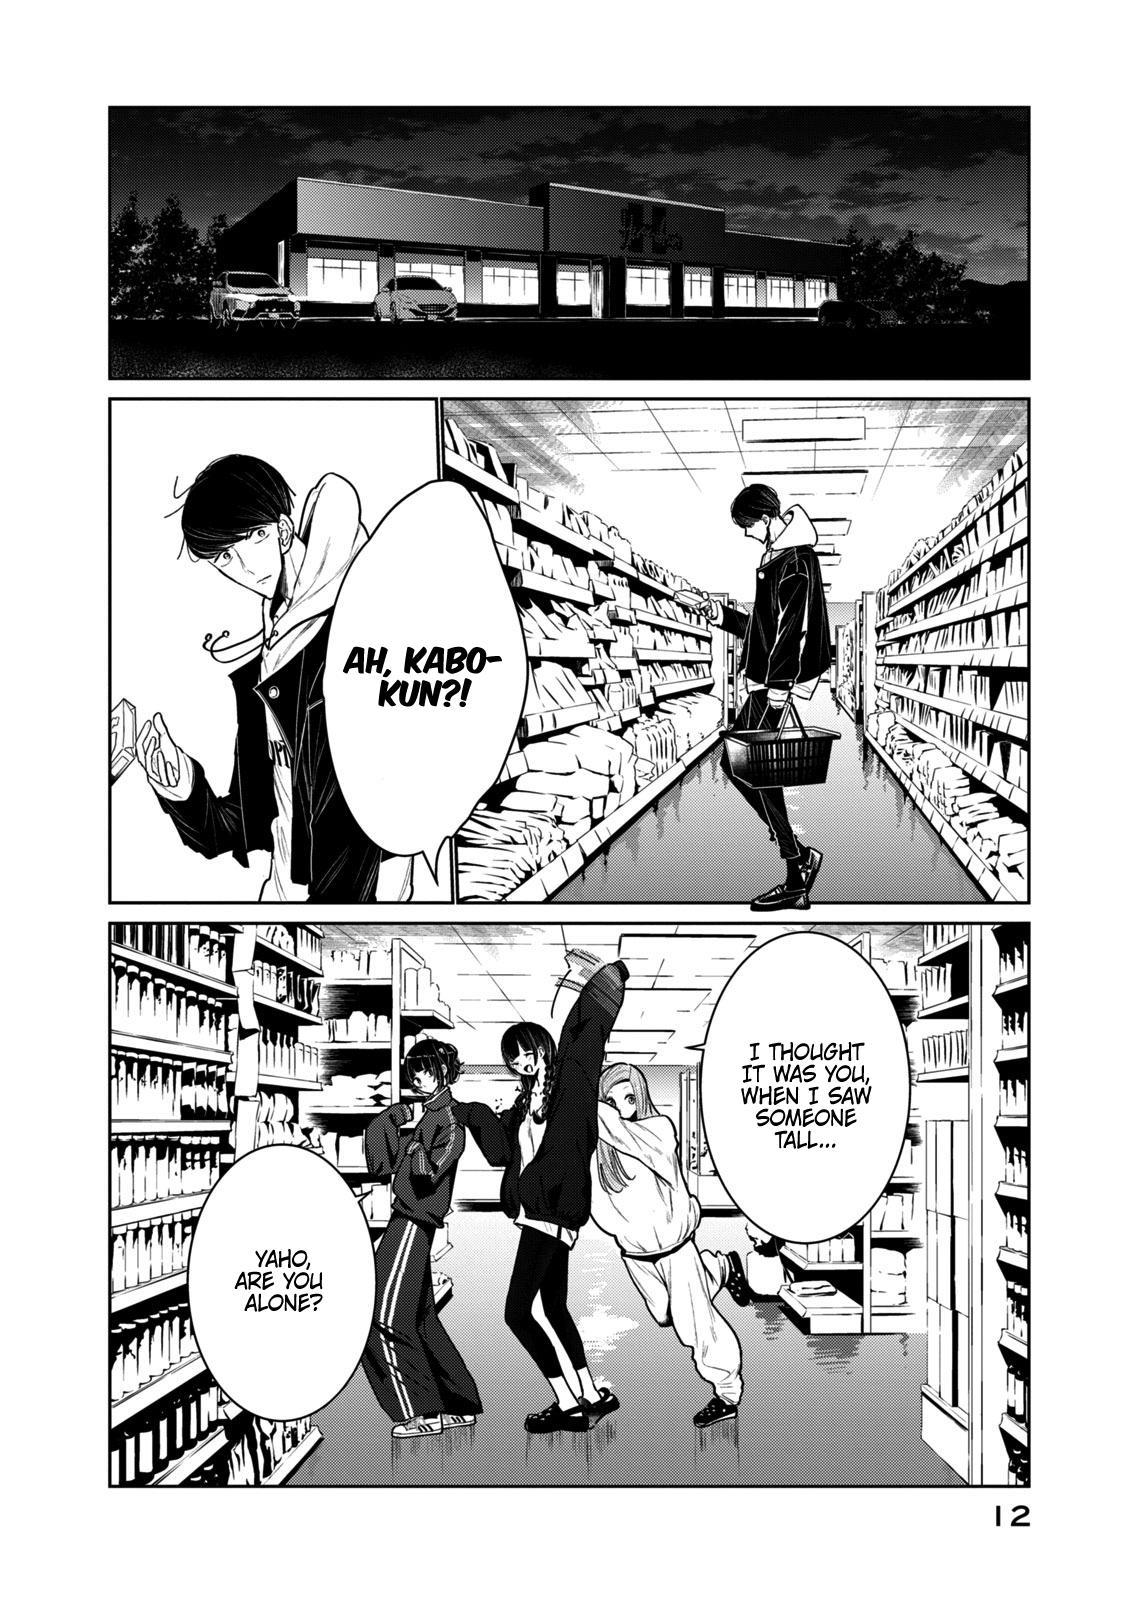 AH, KABO-
KUN?!
I THOUGHT
IT WAS YOU,
WHEN I SAW
SOMEONE
TALL...
YAHO,
ARE YOU
ALONE?
12